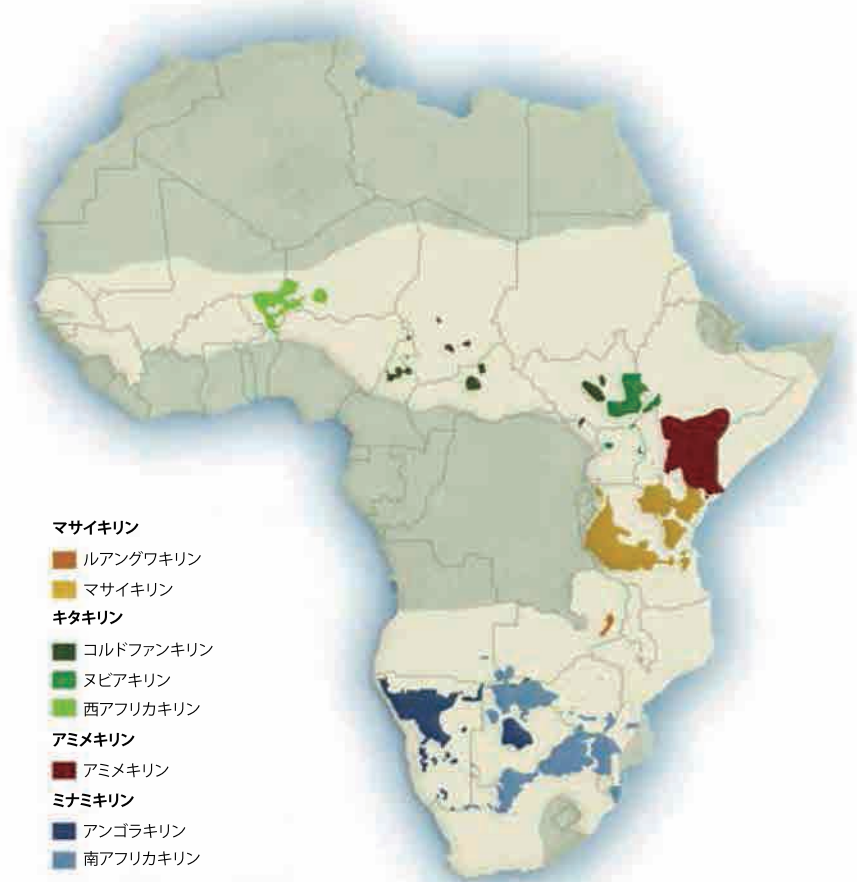 マサイキリン
ルアングワキリン
マサイキリン
キタキリン
コルドファンキリン
ヌビアキリン
西アフリカキリン
アミメキリン
アミメキリン
ミナミキリン
アンゴラキリン
南アフリカキリン